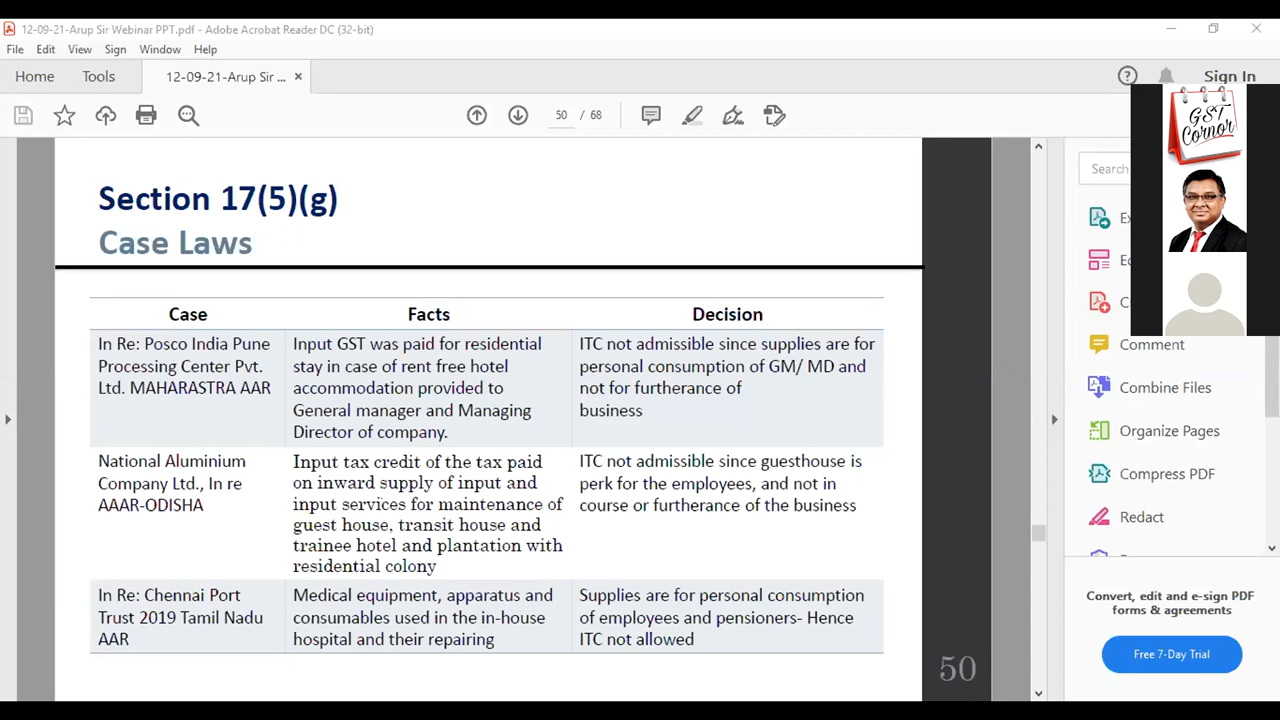 12-09-21-Arup Sir Webinar PPT.pdf - Adobe Acrobat Reader DC (32-bit)
File Edit View Sign Window Help
Home Tools 12-09-21-Arup Sir ... × Sign In
50 / 68
GST
Corner
Search
Section 17(5)(g)
Case Laws
Case Facts Decision
In Re: Posco India Pune
Processing Center Pvt.
Ltd. MAHARASTRA AAR
Input GST was paid for residential
stay in case of rent free hotel
accommodation provided to
General manager and Managing
Director of company.
ITC not admissible since supplies are for
personal consumption of GM/ MD and
not for furtherance of
business
National Aluminium
Company Ltd., In re
AAAR-ODISHA
Input tax credit of the tax paid
on inward supply of input and
input services for maintenance of
guest house, transit house and
trainee hotel and plantation with
residential colony
ITC not admissible since guesthouse is
perk for the employees, and not in
course or furtherance of the business
In Re: Chennai Port
Trust 2019 Tamil Nadu
AAR
Medical equipment, apparatus and
consumables used in the in-house
hospital and their repairing
Supplies are for personal consumption
of employees and pensioners- Hence
ITC not allowed
50
Comment
Combine Files
Organize Pages
Compress PDF
Redact
Convert, edit and e-sign PDF
forms & agreements
Free 7-Day Trial